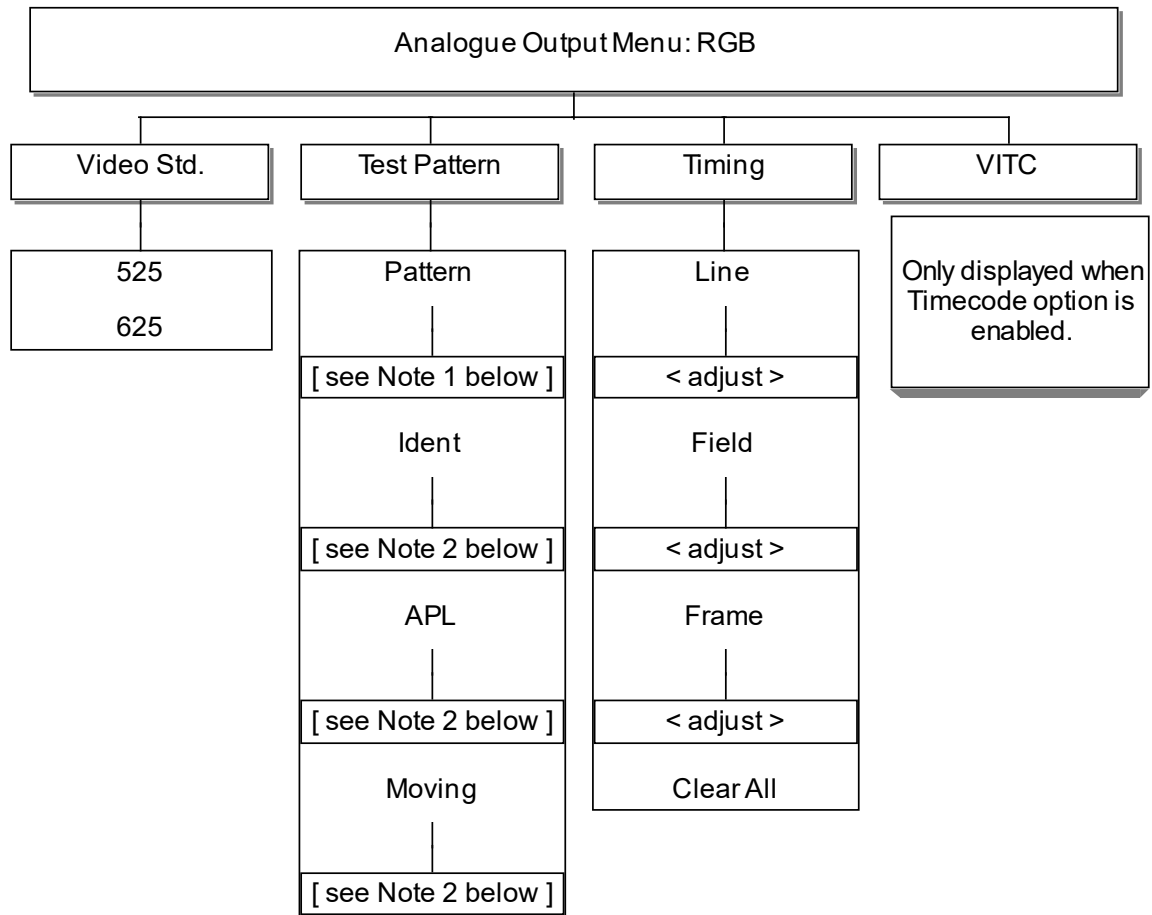 Analogue Output Menu: RGB
Video Std.
Test Pattern
Timing
VITC
525
625
Pattern
[ see Note 1 below ]
Ident
[ see Note 2 below ]
APL
[ see Note 2 below ]
Moving
[ see Note 2 below ]
Line
< adjust >
Field
< adjust >
Frame
< adjust >
Clear All
Only displayed when
Timecode option is
enabled.